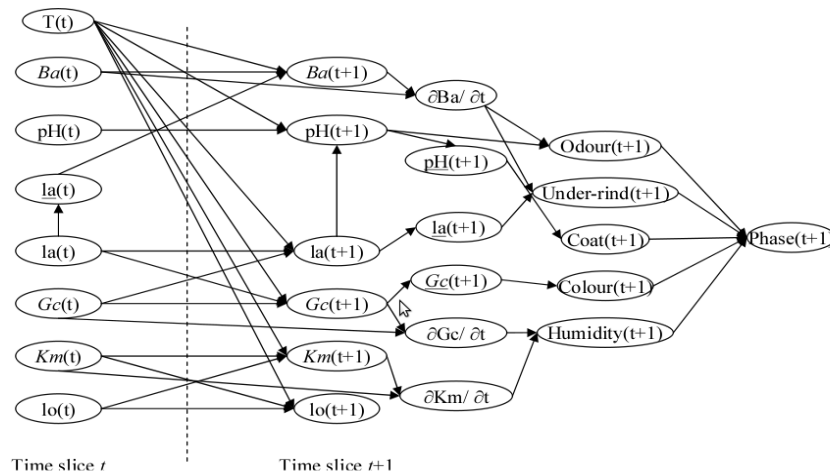 T(t)
Ba(t)
Ba(t+1)
∂Ba/ ∂t
pH(t)
pH(t+1)
Odour(t+1)
pH(t+1)
la(t)
Under-rind(t+1)
la(t+1)
Coat(t+1)
Phase(t+1)
la(t)
la(t+1)
Gc(t+1)
Colour(t+1)
Gc(t)
Gc(t+1)
∂Gc/ ∂t
Humidity(t+1)
Km(t)
Km(t+1)
∂Km/ ∂t
lo(t)
lo(t+1)
Time slice t
Time slice t+1